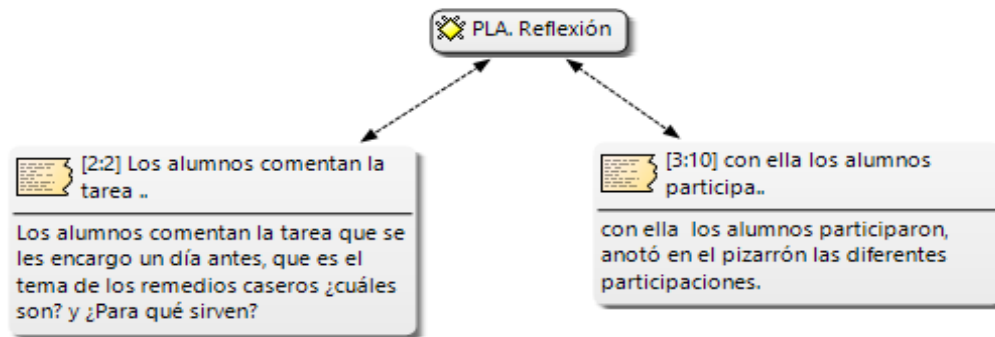 PLA. Reflexión
[2:2] Los alumnos comentan la
tarea ..
Los alumnos comentan la tarea que se
les encargo un día antes, que es el
tema de los remedios caseros ¿cuáles
son? y ¿Para qué sirven?
[3:10] con ella los alumnos
participa..
con ella  los alumnos participaron,
anotó en el pizarrón las diferentes
participaciones.